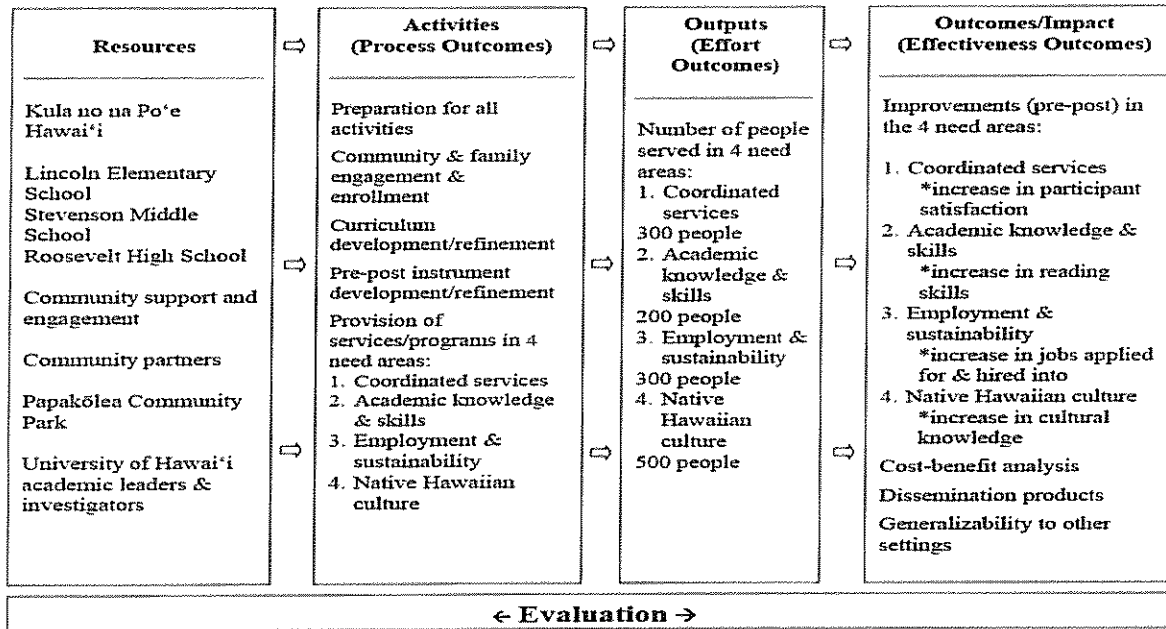 Resources
Kula no na Po‘e
Hawai‘i
Lincoln Elementary
School
Stevenson Middle
School
Roosevelt High School
Community support and
engagement
Community partners
Papakōlea Community
Park
University of Hawai‘i
academic leaders &
investigators
⇨
⇨
⇨
Activities
(Process Outcomes)
Preparation for all
activities
Community & family
engagement &
enrollment
Curriculum
development/refinement
Pre-post instrument
development/refinement
Provision of
services/programs in 4
need areas:
1. Coordinated services
2. Academic knowledge
& skills
3. Employment &
sustainability
4. Native Hawaiian
culture
⇨
⇨
⇨
Outputs
(Effort
Outcomes)
Number of people
served in 4 need
areas:
1. Coordinated
services
300 people
2. Academic
knowledge &
skills
200 people
3. Employment &
sustainability
300 people
4. Native
Hawaiian
culture
500 people
⇨
⇨
⇨
Outcomes/Impact
(Effectiveness Outcomes)
Improvements (pre-post) in
the 4 need areas:
1. Coordinated services
*increase in participant
satisfaction
2. Academic knowledge &
skills
*increase in reading
skills
3. Employment &
sustainability
*increase in jobs applied
for & hired into
4. Native Hawaiian culture
*increase in cultural
knowledge
Cost-benefit analysis
Dissemination products
Generalizability to other
settings
← Evaluation →